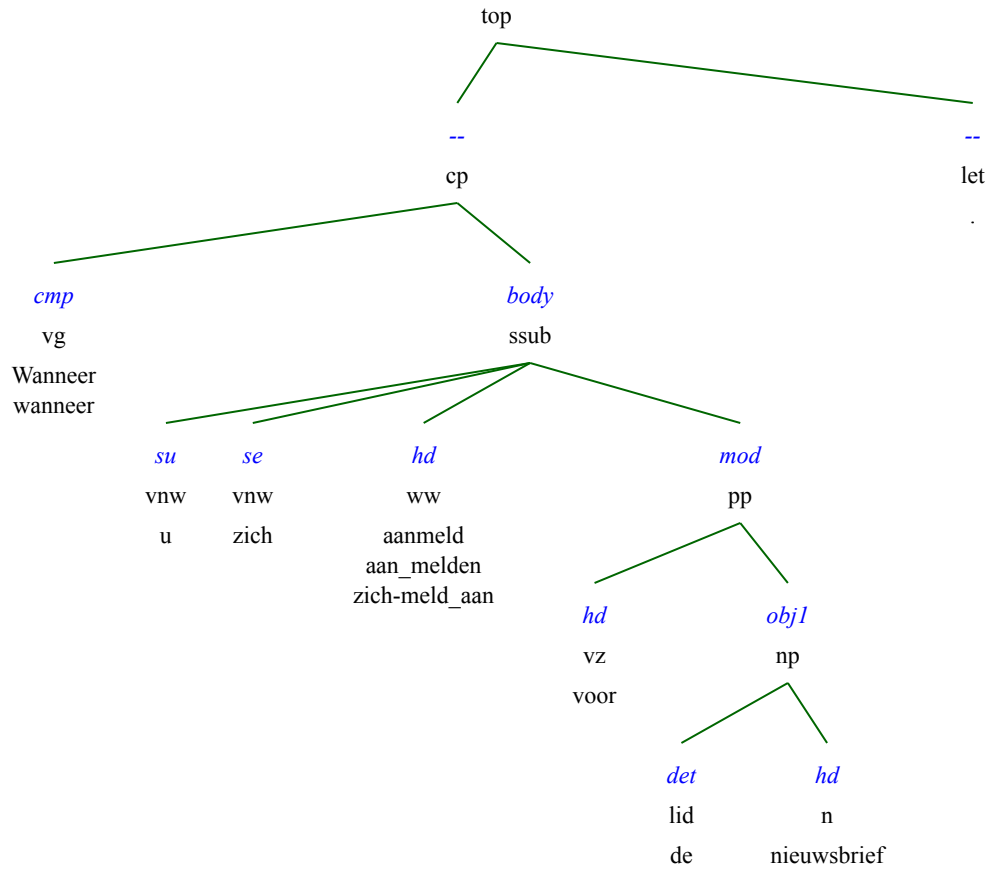 top
-- --
cp let
.
cmp body
vg ssub
Wanneer
wanneer
su se hd mod
vnw vnw ww pp
u zich aanmeld
aan_melden
zich-meld_aan
hd obj1
vz np
voor
det hd
lid n
de nieuwsbrief